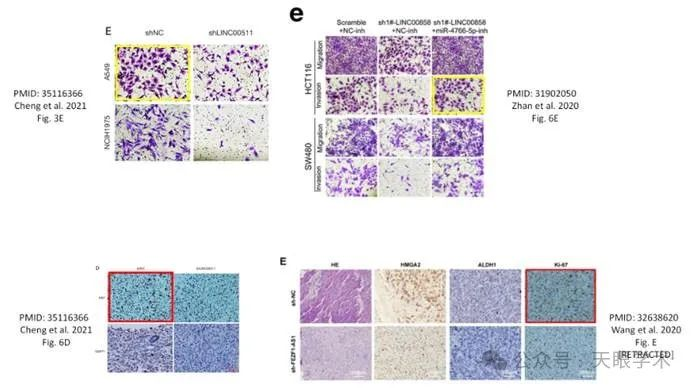 E
shNC
shLINC00511
A549
NCIH1975
PMID: 35116366
Cheng et al. 2021
Fig. 3E
e
Scramble
+NC-inh
sh1#-LINC00858
+NC-inh
sh1#-LINC00858
+miR-4766-5p-inh
HCT116
Migration
Invasion
SW480
Migration
Invasion
PMID: 31902050
Zhan et al. 2020
Fig. 6E
D
PMID: 35116366
Cheng et al. 2021
Fig. 6D
E
HE
HMGA2
ALDH1
Ki-67
sh-NC
sh-FEZF1-AS1
PMID: 32638620
Wang et al. 2020
Fig. E
[RETRACTED]
公众号 · 天眼学术